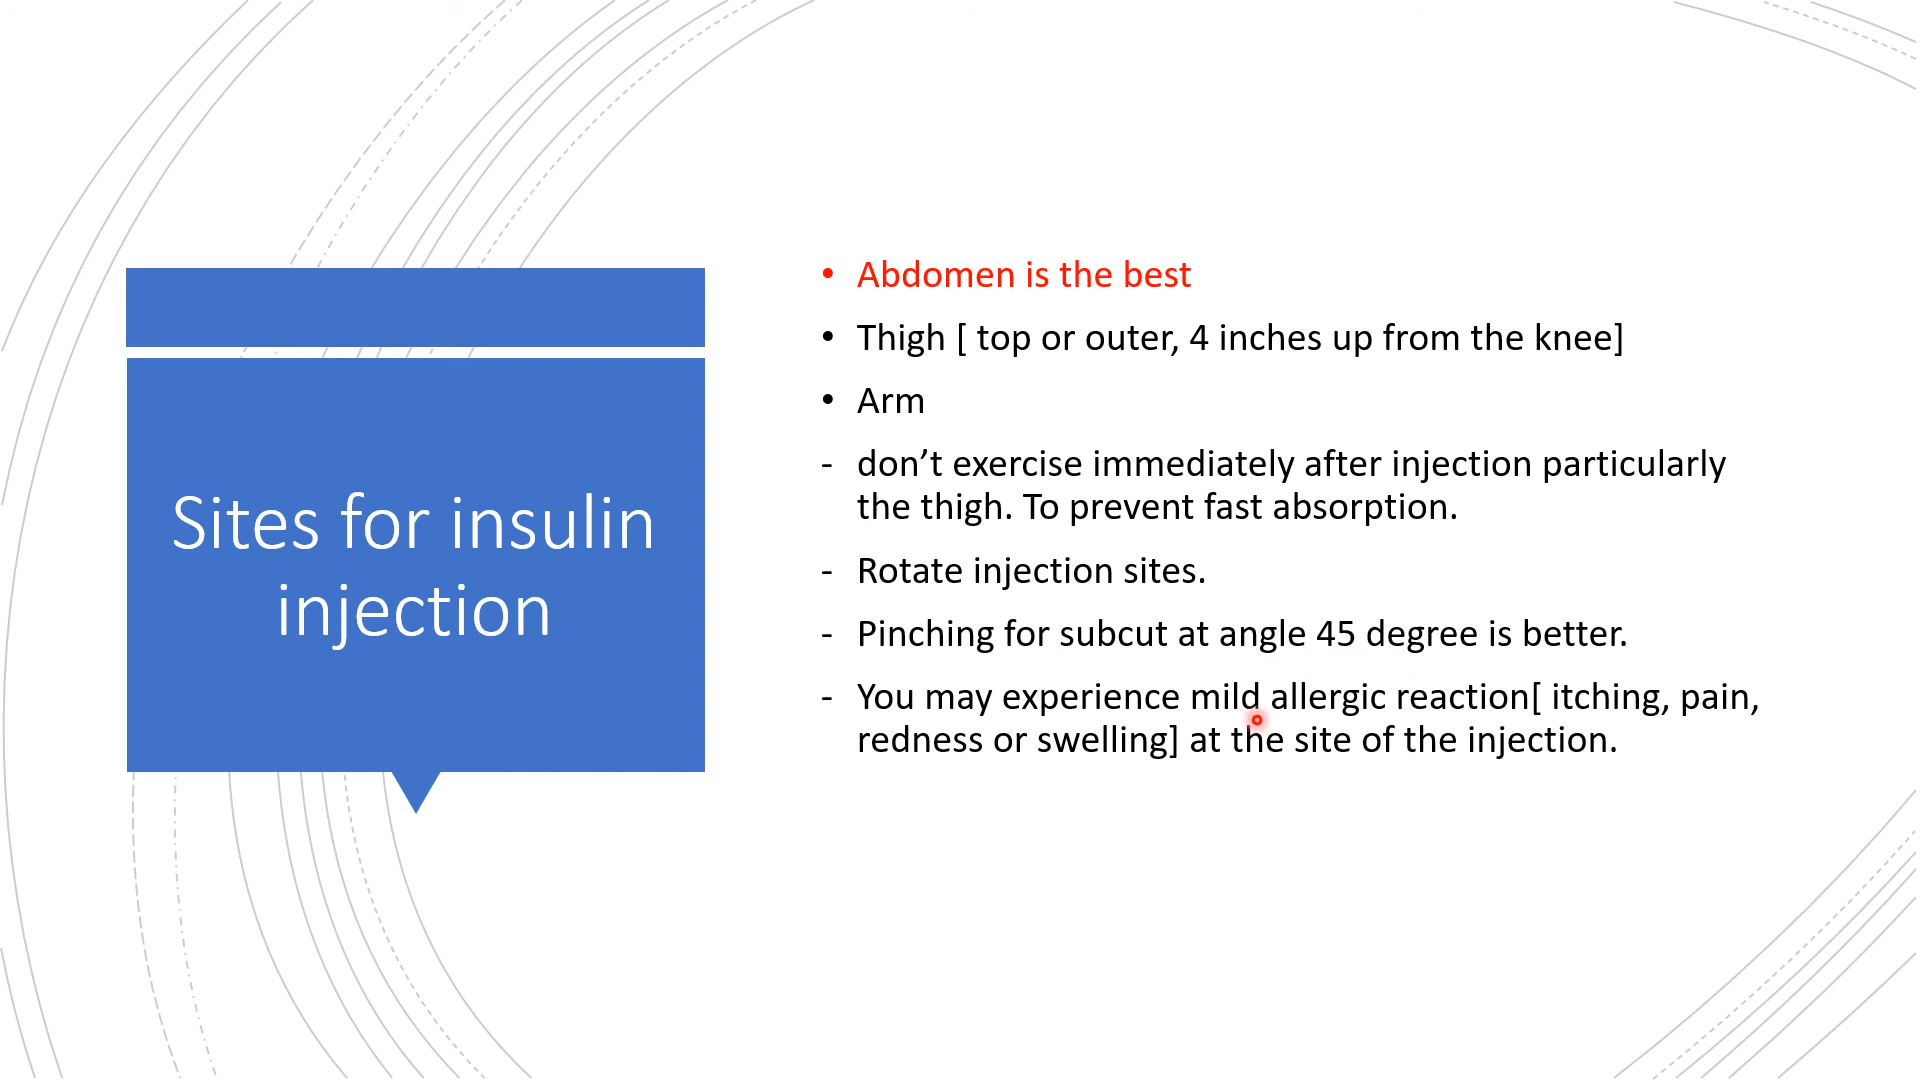 Sites for insulin
injection
• Abdomen is the best
• Thigh [ top or outer, 4 inches up from the knee]
• Arm
- don’t exercise immediately after injection particularly
the thigh. To prevent fast absorption.
- Rotate injection sites.
- Pinching for subcut at angle 45 degree is better.
- You may experience mild allergic reaction[ itching, pain,
redness or swelling] at the site of the injection.